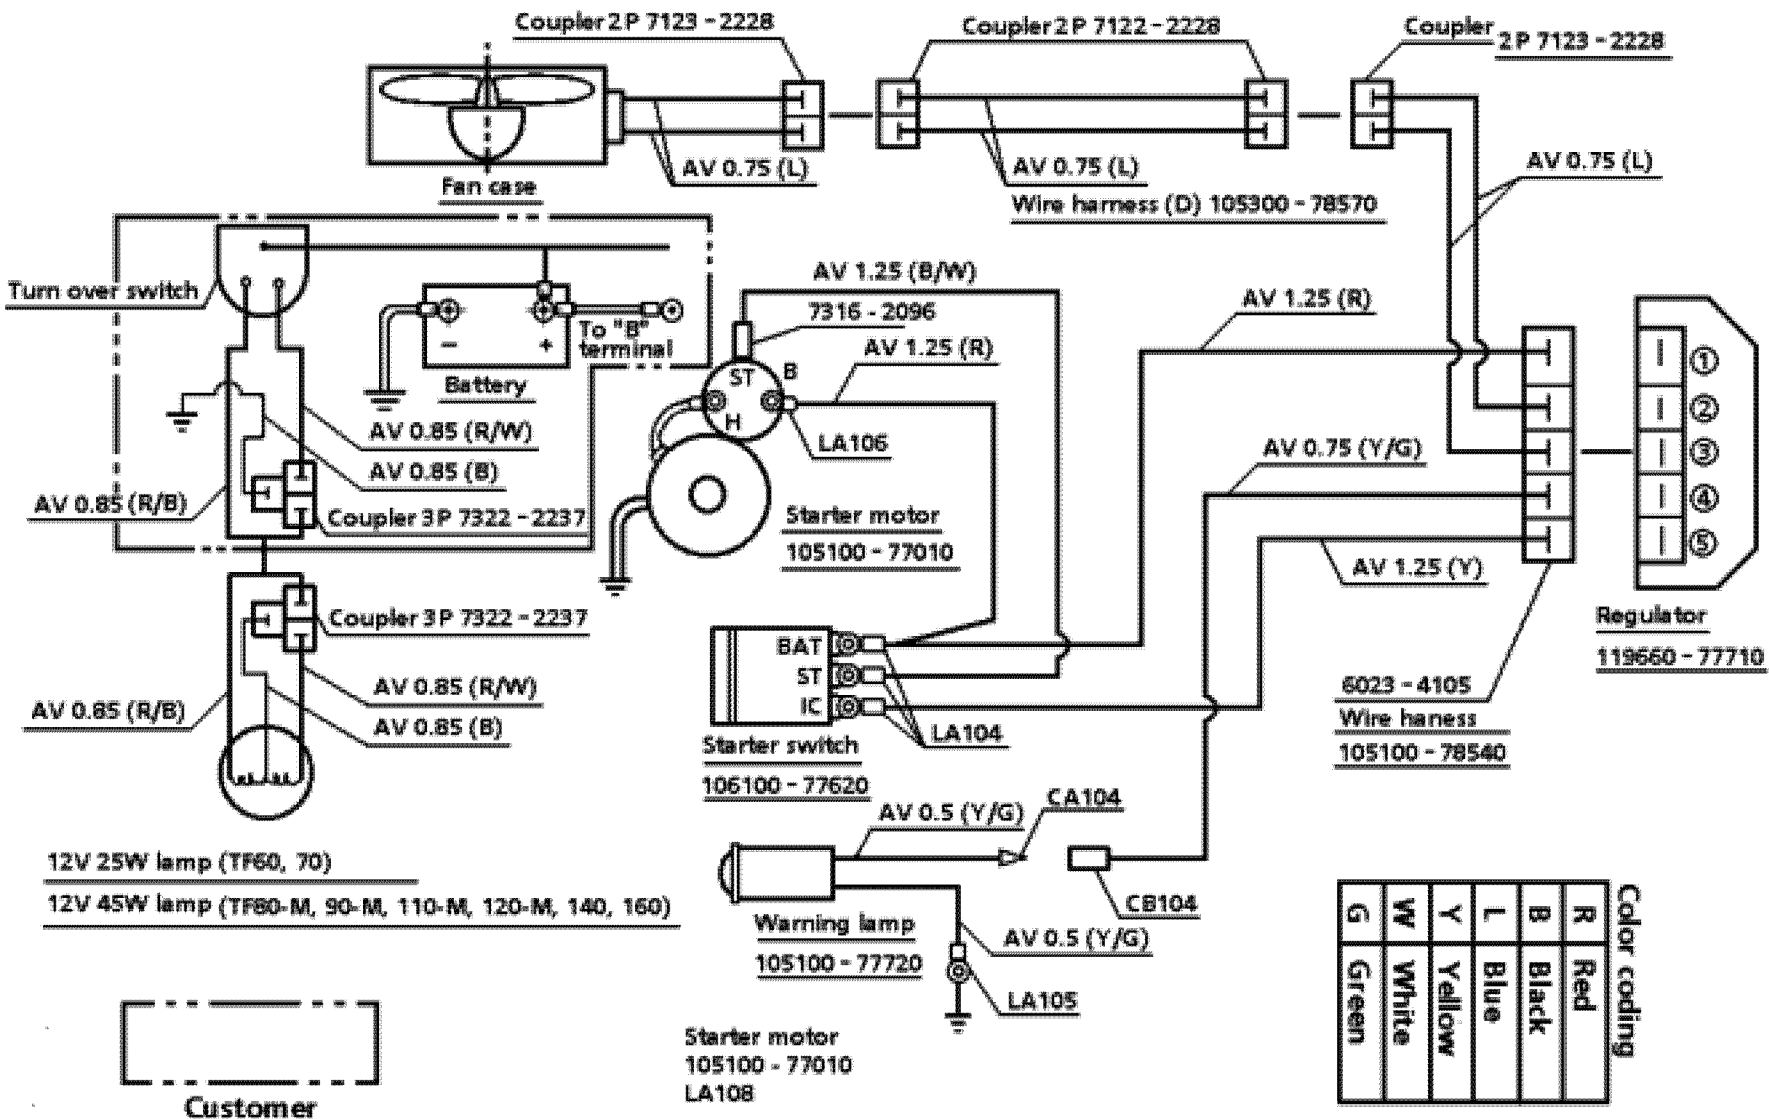 Coupler 2P 7123 - 2228
Coupler 2P 7122 - 2228
Coupler
2P 7123 - 2228
AV 0.75 (L)
AV 0.75 (L)
AV 0.75 (L)
Fan case
Wire harness (D) 105300 - 78570
Turn over switch
AV 1.25 (B/W)
7316 - 2096
AV 1.25 (R)
AV 1.25 (R)
To "B"
terminal
−
+
Battery
ST
B
H
LA106
AV 0.85 (R/W)
AV 0.85 (B)
AV 0.85 (R/B)
Coupler 3P 7322 - 2237
Starter motor
105100 - 77010
AV 0.75 (Y/G)
AV 1.25 (Y)
①
②
③
④
⑤
Regulator
119660 - 77710
Coupler 3P 7322 - 2237
AV 0.85 (R/W)
AV 0.85 (B)
AV 0.85 (R/B)
BAT
ST
IC
LA104
Starter switch
106100 - 77620
6023 - 4105
Wire haness
105100 - 78540
AV 0.5 (Y/G)
CA104
CB104
12V 25W lamp (TF60, 70)
12V 45W lamp (TF80-M, 90-M, 110-M, 120-M, 140, 160)
Warning lamp
105100 - 77720
AV 0.5 (Y/G)
LA105
Starter motor
105100 - 77010
LA108
Customer
Color coding
R Red
B Black
L Blue
Y Yellow
W White
G Green